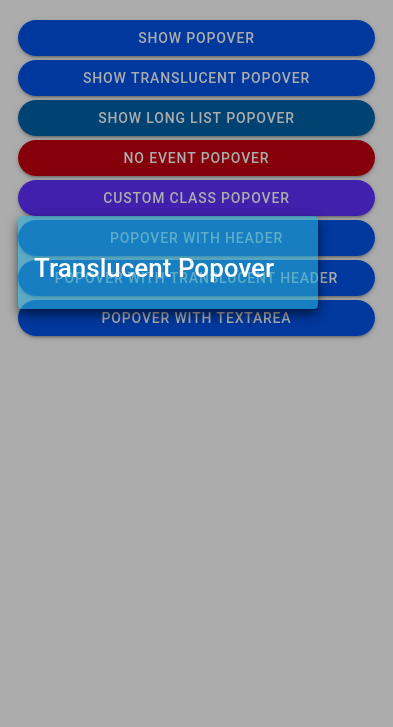 SHOW POPOVER
SHOW TRANSLUCENT POPOVER
SHOW LONG LIST POPOVER
NO EVENT POPOVER
CUSTOM CLASS POPOVER
POPOVER WITH HEADER
Translucent Popover
POPOVER WITH TRANSLUCENT HEADER
POPOVER WITH TEXTAREA